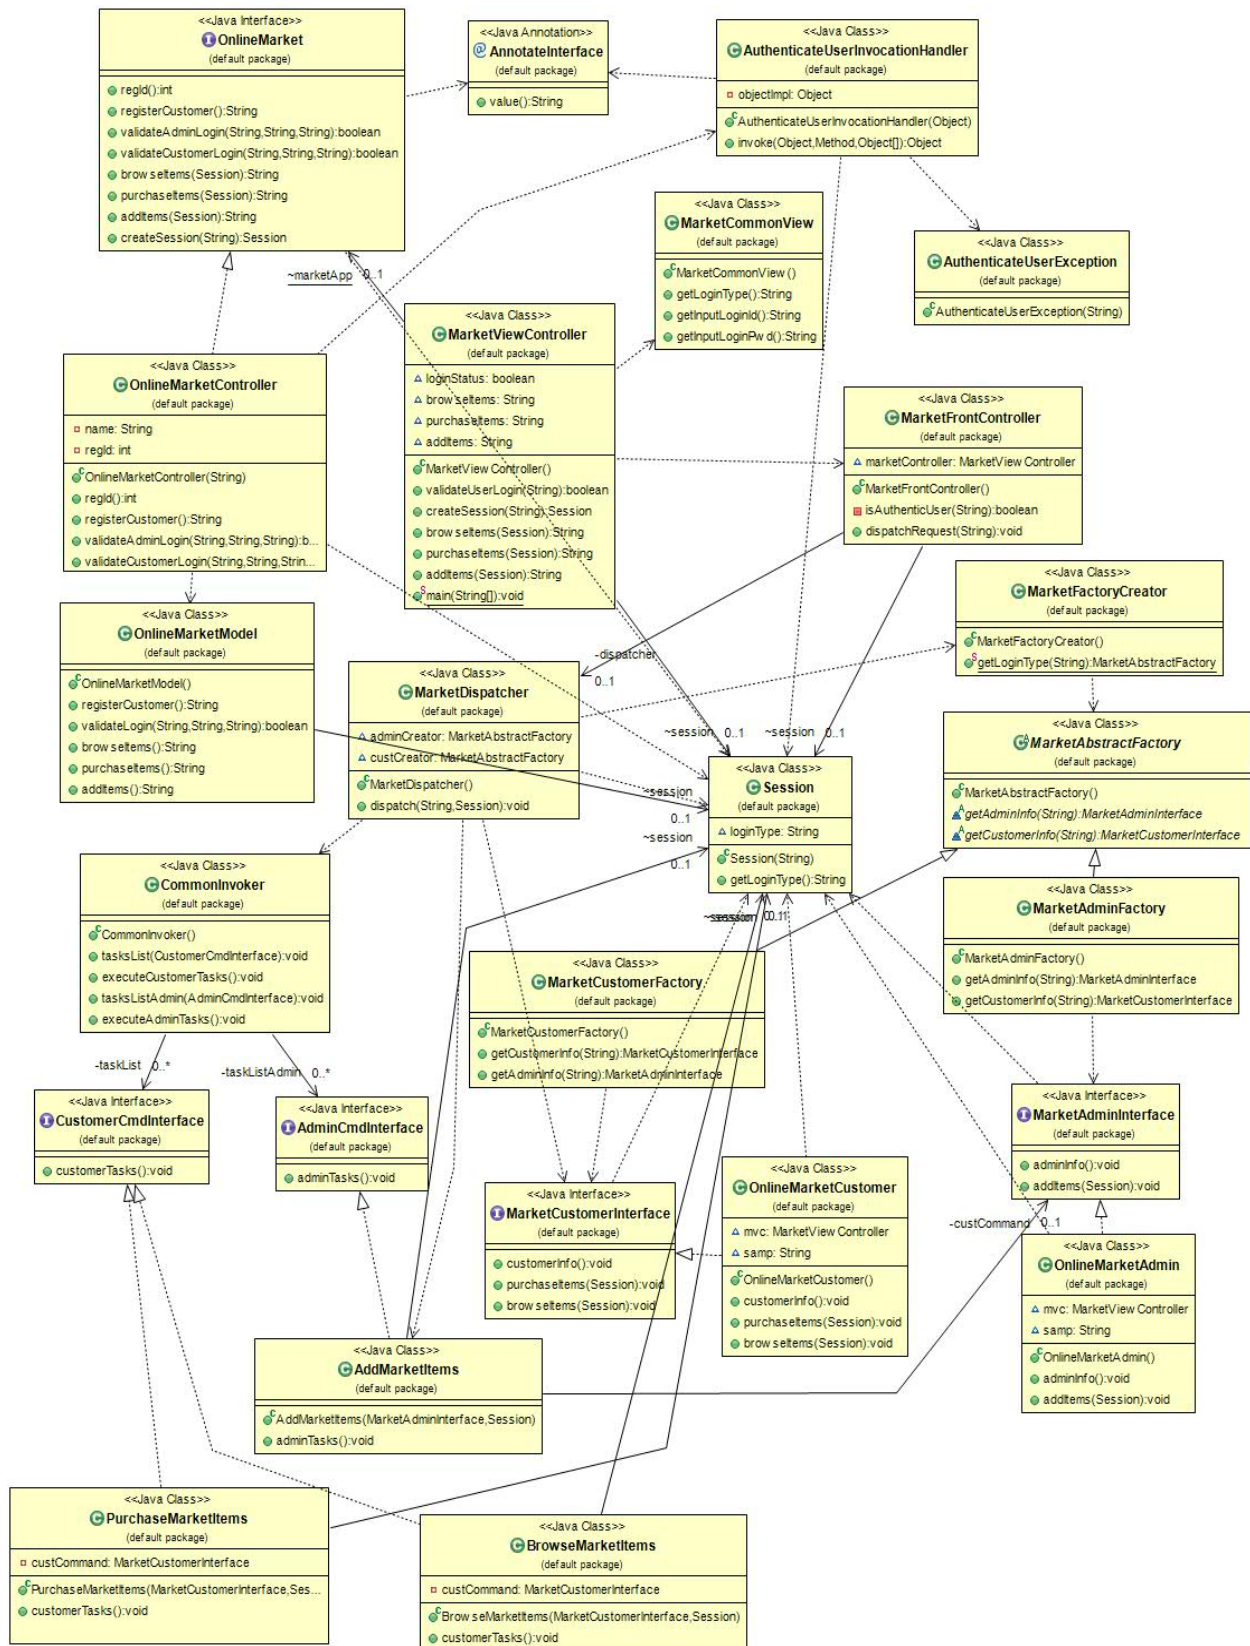 <<Java Interface>>
OnlineMarket
(default package)
regId():int
registerCustomer():String
validateAdminLogin(String,String,String):boolean
validateCustomerLogin(String,String,String):boolean
browseItems(Session):String
purchaseItems(Session):String
addItems(Session):String
createSession(String):Session
<<Java Annotation>>
AnnotateInterface
(default package)
value():String
<<Java Class>>
AuthenticateUserInvocationHandler
(default package)
objectImpl: Object
AuthenticateUserInvocationHandler(Object)
invoke(Object,Method,Object[]):Object
<<Java Class>>
MarketCommonView
(default package)
MarketCommonView()
getLoginType():String
getInputLoginId():String
getInputLoginPwd():String
<<Java Class>>
AuthenticateUserException
(default package)
AuthenticateUserException(String)
~marketApp 0..1
<<Java Class>>
MarketViewController
(default package)
loginStatus: boolean
browseItems: String
purchaseItems: String
addItems: String
MarketViewController()
validateUserLogin(String):boolean
createSession(String):Session
browseItems(Session):String
purchaseItems(Session):String
addItems(Session):String
main(String[]):void
<<Java Class>>
OnlineMarketController
(default package)
name: String
regId: int
OnlineMarketController(String)
regId():int
registerCustomer():String
validateAdminLogin(String,String,String):b...
validateCustomerLogin(String,String,Strin...
<<Java Class>>
MarketFrontController
(default package)
marketController: MarketViewController
MarketFrontController()
isAuthenticUser(String):boolean
dispatchRequest(String):void
<<Java Class>>
MarketFactoryCreator
(default package)
MarketFactoryCreator()
getLoginType(String):MarketAbstractFactory
<<Java Class>>
OnlineMarketModel
(default package)
OnlineMarketModel()
registerCustomer():String
validateLogin(String,String,String):boolean
browseItems():String
purchaseItems():String
addItems():String
-dispatcher
0..1
<<Java Class>>
MarketDispatcher
(default package)
adminCreator: MarketAbstractFactory
custCreator: MarketAbstractFactory
MarketDispatcher()
dispatch(String,Session):void
~session 0..1
~session 0..1
~session
0..1
~session
0..1
<<Java Class>>
Session
(default package)
loginType: String
Session(String)
getLoginType():String
<<Java Class>>
MarketAbstractFactory
(default package)
MarketAbstractFactory()
getAdminInfo(String):MarketAdminInterface
getCustomerInfo(String):MarketCustomerInterface
<<Java Class>>
CommonInvoker
(default package)
CommonInvoker()
tasksList(CustomerCmdInterface):void
executeCustomerTasks():void
tasksListAdmin(AdminCmdInterface):void
executeAdminTasks():void
<<Java Class>>
MarketAdminFactory
(default package)
MarketAdminFactory()
getAdminInfo(String):MarketAdminInterface
getCustomerInfo(String):MarketCustomerInterface
<<Java Class>>
MarketCustomerFactory
(default package)
MarketCustomerFactory()
getCustomerInfo(String):MarketCustomerInterface
getAdminInfo(String):MarketAdminInterface
-taskList 0..*
-taskListAdmin 0..*
<<Java Interface>>
CustomerCmdInterface
(default package)
customerTasks():void
<<Java Interface>>
AdminCmdInterface
(default package)
adminTasks():void
<<Java Interface>>
MarketAdminInterface
(default package)
adminInfo():void
addItems(Session):void
<<Java Interface>>
MarketCustomerInterface
(default package)
customerInfo():void
purchaseItems(Session):void
browseItems(Session):void
<<Java Class>>
OnlineMarketCustomer
(default package)
mvc: MarketViewController
samp: String
OnlineMarketCustomer()
customerInfo():void
purchaseItems(Session):void
browseItems(Session):void
-custCommand 0..1
<<Java Class>>
OnlineMarketAdmin
(default package)
mvc: MarketViewController
samp: String
OnlineMarketAdmin()
adminInfo():void
addItems(Session):void
<<Java Class>>
AddMarketItems
(default package)
AddMarketItems(MarketAdminInterface,Session)
adminTasks():void
<<Java Class>>
PurchaseMarketItems
(default package)
custCommand: MarketCustomerInterface
PurchaseMarketItems(MarketCustomerInterface,Ses...
customerTasks():void
<<Java Class>>
BrowseMarketItems
(default package)
custCommand: MarketCustomerInterface
BrowseMarketItems(MarketCustomerInterface,Session)
customerTasks():void